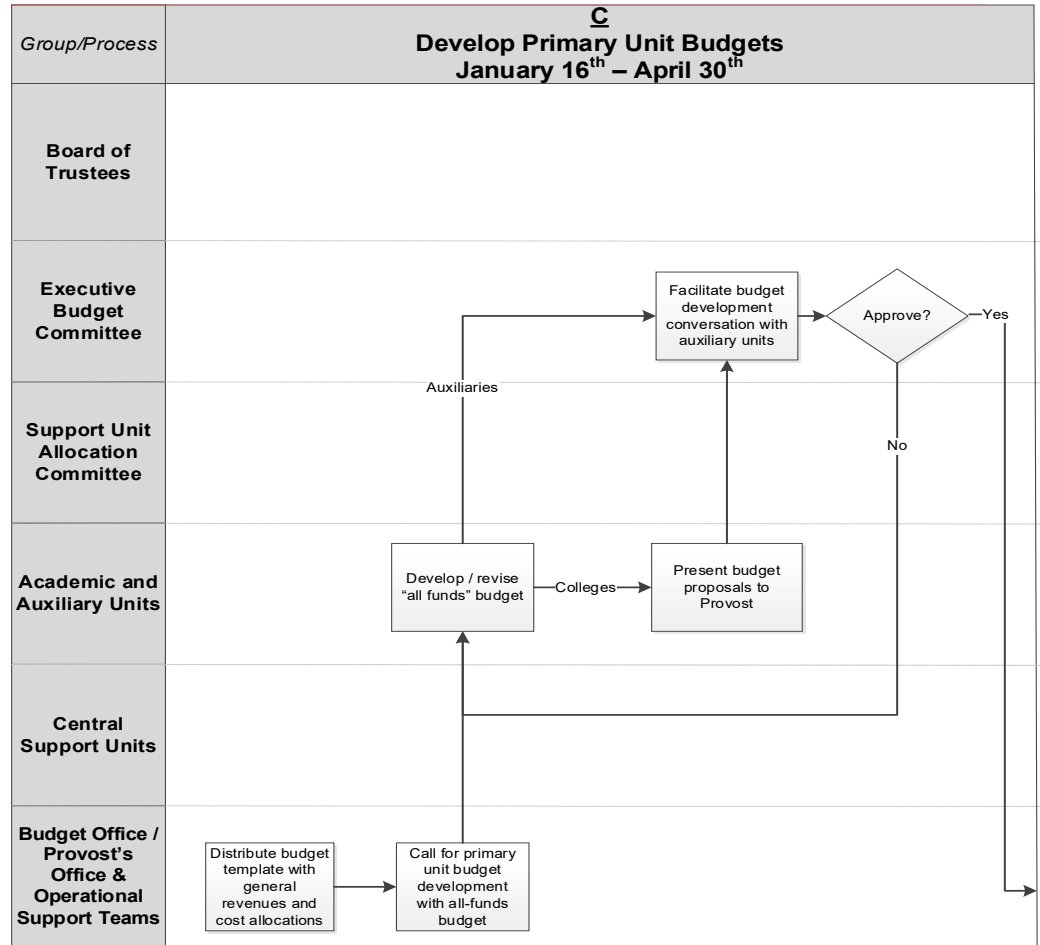 Group/Process
C
Develop Primary Unit Budgets
January 16th – April 30th
Board of
Trustees
Executive
Budget
Committee
Facilitate budget
development
conversation with
auxiliary units
Approve?
Yes
Auxiliaries
Support Unit
Allocation
Committee
No
Academic and
Auxiliary Units
Develop / revise
“all funds” budget
Colleges
Present budget
proposals to
Provost
Central
Support Units
Budget Office /
Provost’s
Office &
Operational
Support Teams
Distribute budget
template with
general
revenues and
cost allocations
Call for primary
unit budget
development
with all-funds
budget